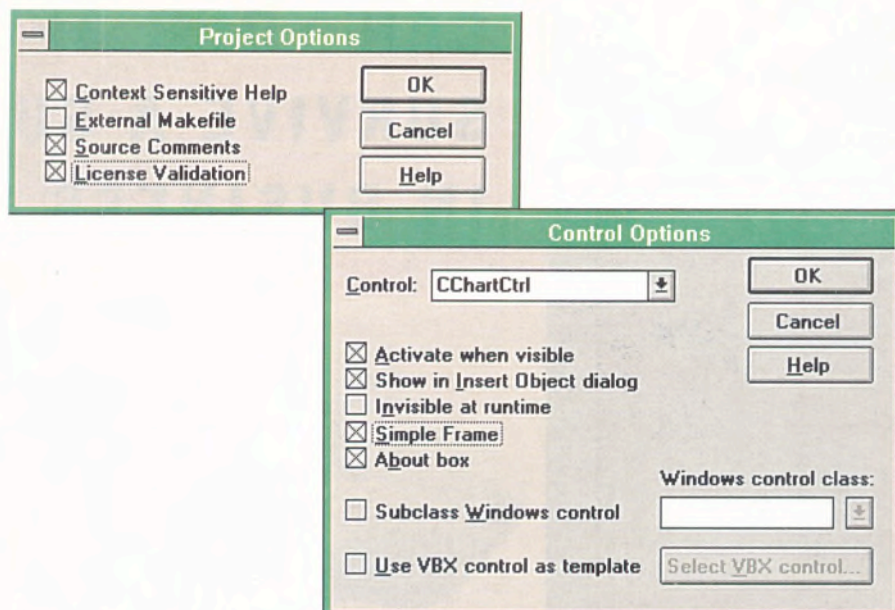 Project Options
Context Sensitive Help
External Makefile
Source Comments
License Validation
OK
Cancel
Help
Control Options
Control: CChartCtrl
OK
Cancel
Help
Activate when visible
Show in Insert Object dialog
Invisible at runtime
Simple Frame
About box
Windows control class:
Subclass Windows control
Use VBX control as template
Select VBX control...